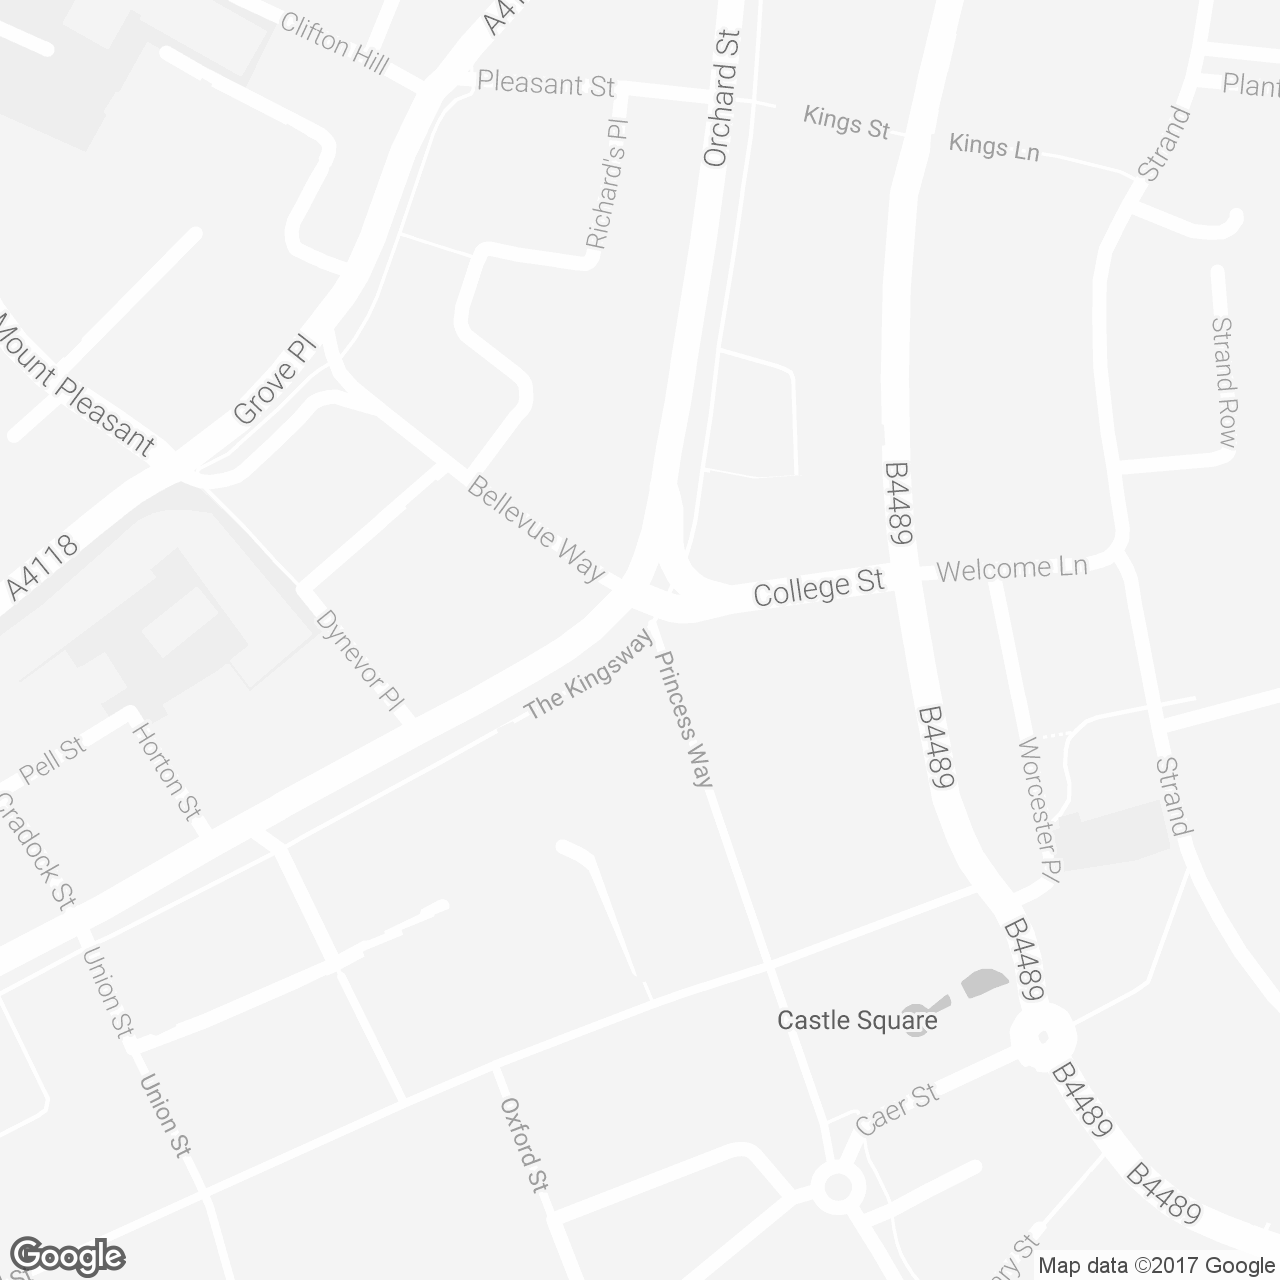 Clifton Hill
Pleasant St
Orchard St
Kings St
Kings Ln
Strand
Richard's Pl
Mount Pleasant
Grove Pl
Strand Row
A4118
Bellevue Way
B4489
College St
Welcome Ln
Dynevor Pl
The Kingsway
Princess Way
B4489
Pell St
Horton St
Worcester Pl
Strand
Cradock St
Union St
B4489
Castle Square
Union St
Oxford St
Caer St
B4489
B4489
Google
Map data ©2017 Google